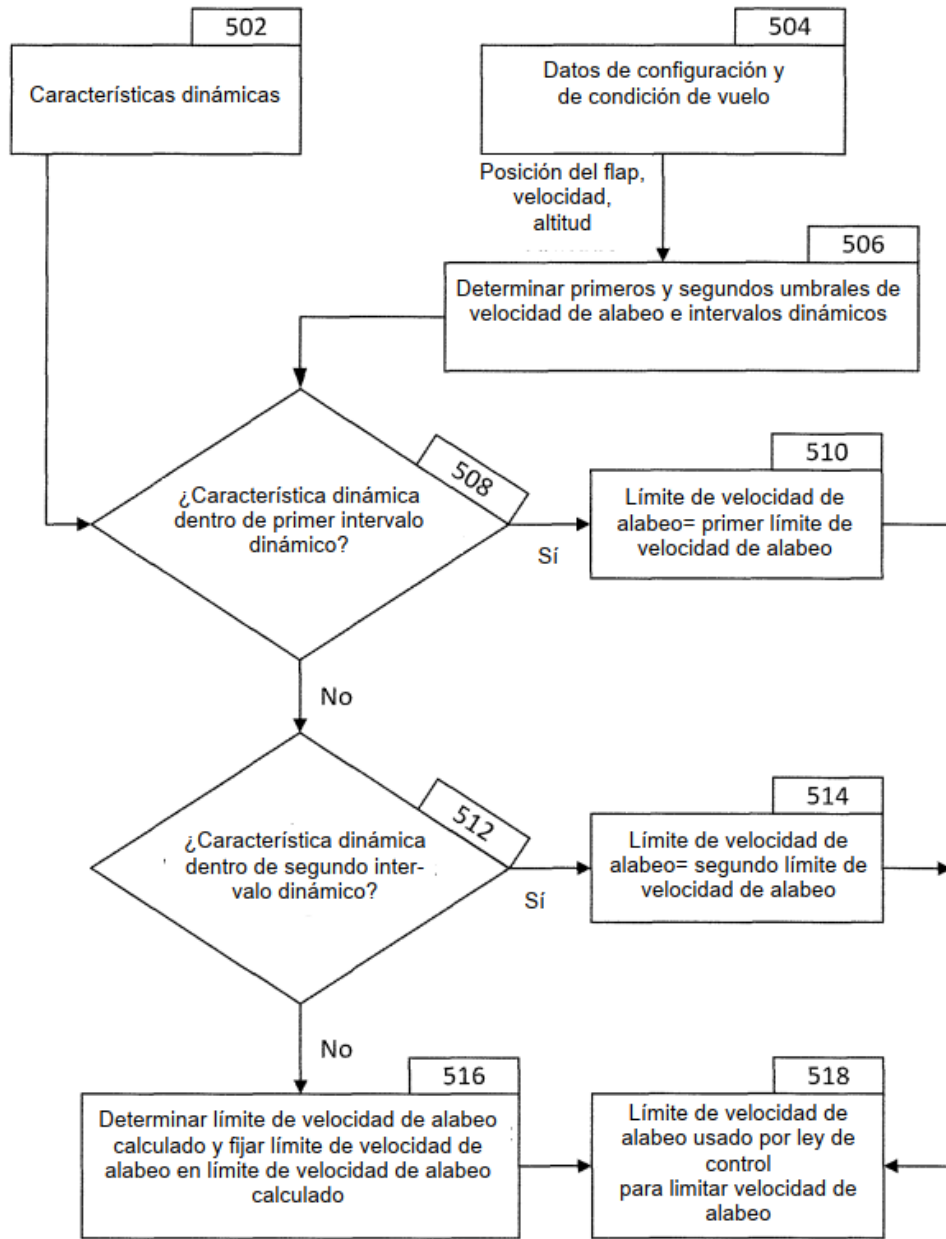 502
Características dinámicas
504
Datos de configuración y
de condición de vuelo
Posición del flap,
velocidad,
altitud
506
Determinar primeros y segundos umbrales de
velocidad de alabeo e intervalos dinámicos
508
¿Característica dinámica
dentro de primer intervalo
dinámico?
Sí
510
Límite de velocidad de
alabeo= primer límite de
velocidad de alabeo
No
512
¿Característica dinámica
dentro de segundo inter-
valo dinámico?
Sí
514
Límite de velocidad de
alabeo= segundo límite de
velocidad de alabeo
No
516
Determinar límite de velocidad de alabeo
calculado y fijar límite de velocidad de
alabeo en límite de velocidad de alabeo
calculado
518
Límite de velocidad de
alabeo usado por ley de
control
para limitar velocidad de
alabeo